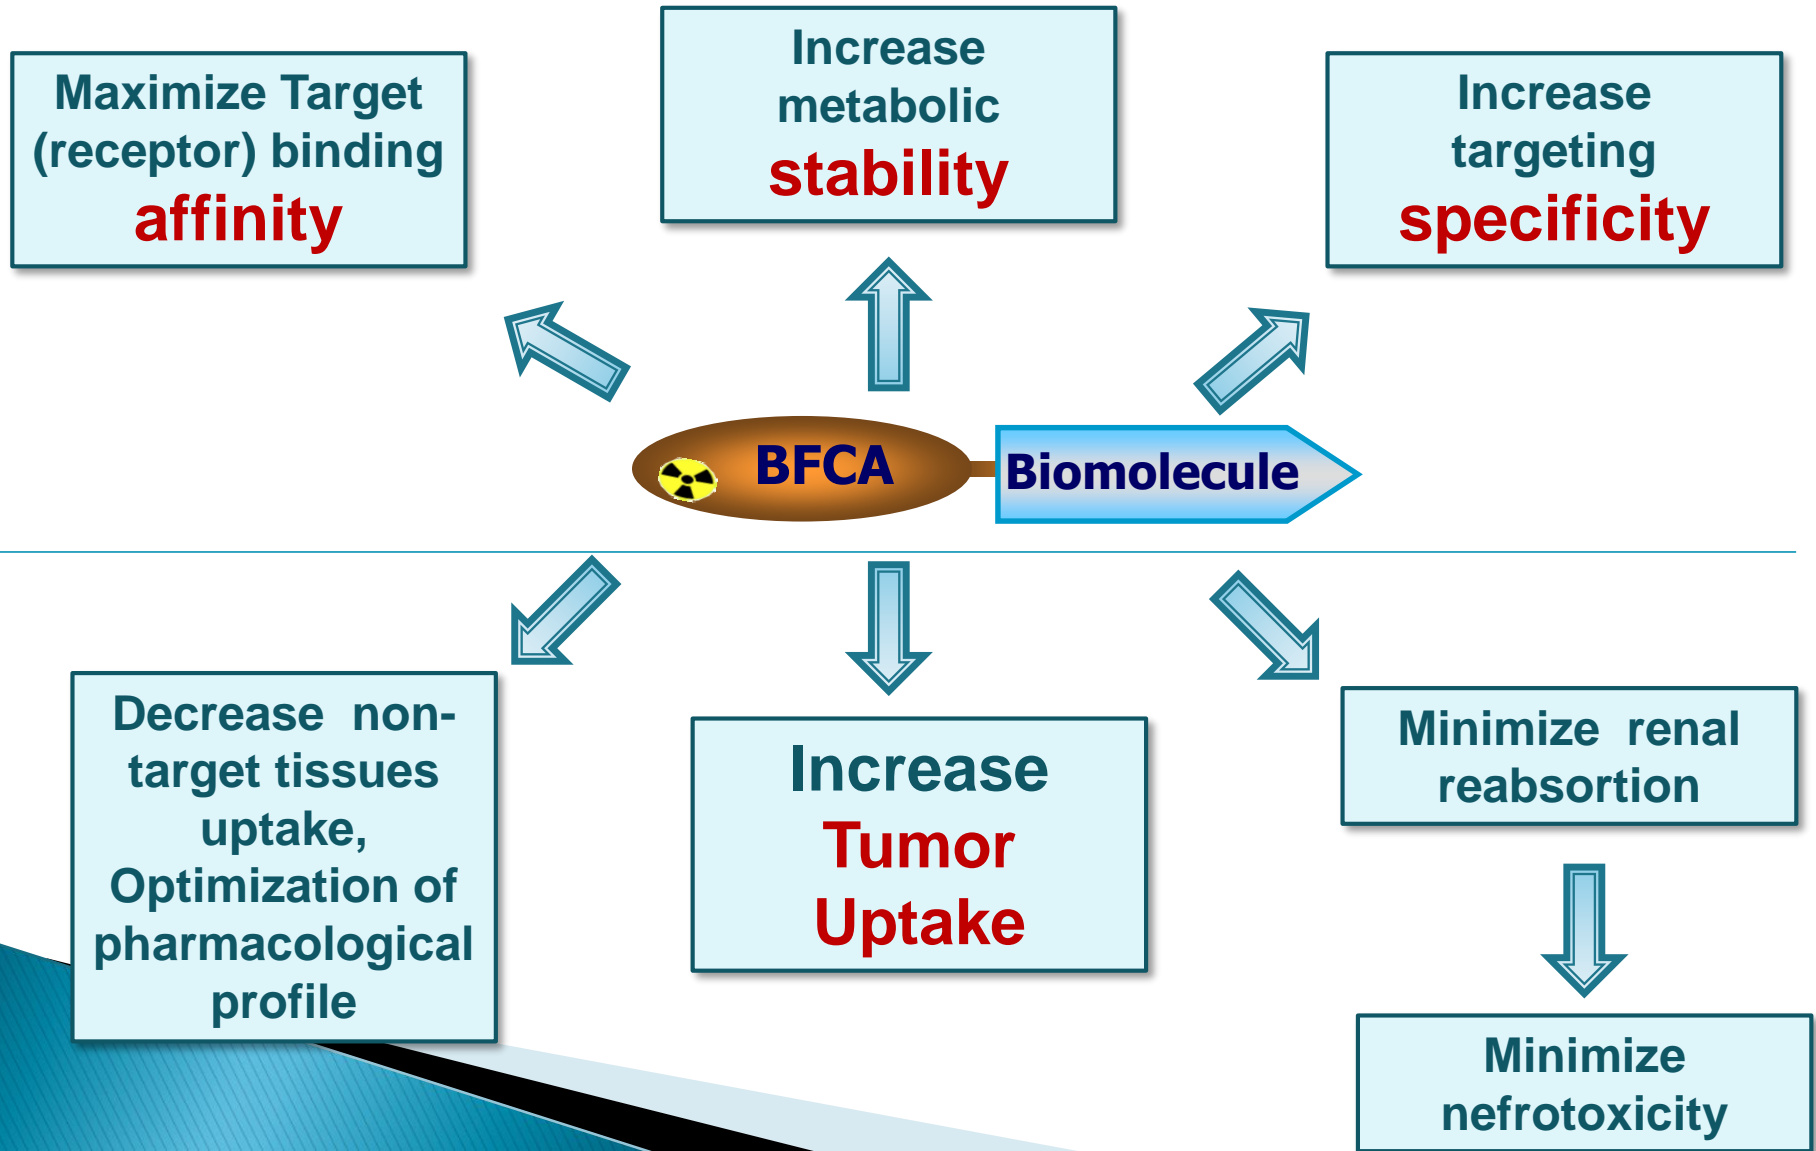 Maximize Target
(receptor) binding
affinity
Increase
metabolic
stability
Increase
targeting
specificity
BFCA
Biomolecule
Decrease non-
target tissues
uptake,
Optimization of
pharmacological
profile
Increase
Tumor
Uptake
Minimize renal
reabsortion
Minimize
nefrotoxicity